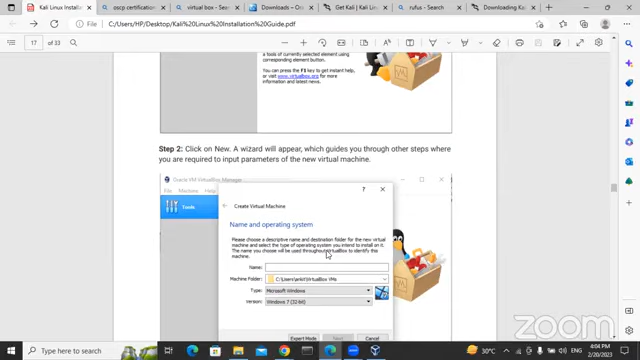 Kali Linux Instal
oscp certification
virtual box - Sea
Downloads – Or
Get Kali | Kali Lin
rufus - Search
Downloading Kal
C:/Users/HP/Desktop/Kali%20Linux%20Installation%20Guide.pdf
17 of 33
a tools of currently selected element using
corresponding element button.
You can press the F1 key to get instant help,
or visit www.virtualbox.org for more
information and latest news.
Step 2: Click on New. A wizard will appear, which guides you through other steps where
you are required to input parameters of the new virtual machine.
Oracle VM VirtualBox Manager
File Machine Help
Tools
Create Virtual Machine
Name and operating system
Please choose a descriptive name and destination folder for the new virtual
machine and select the type of operating system you intend to install on it.
The name you choose will be used throughout VirtualBox to identify this
machine.
Name:
Machine Folder:
Type: Microsoft Windows
Version: Windows 7 (32-bit)
Expert Mode Next Cancel
zoom
Type here to search
30°C
4:04 PM
2/20/2023